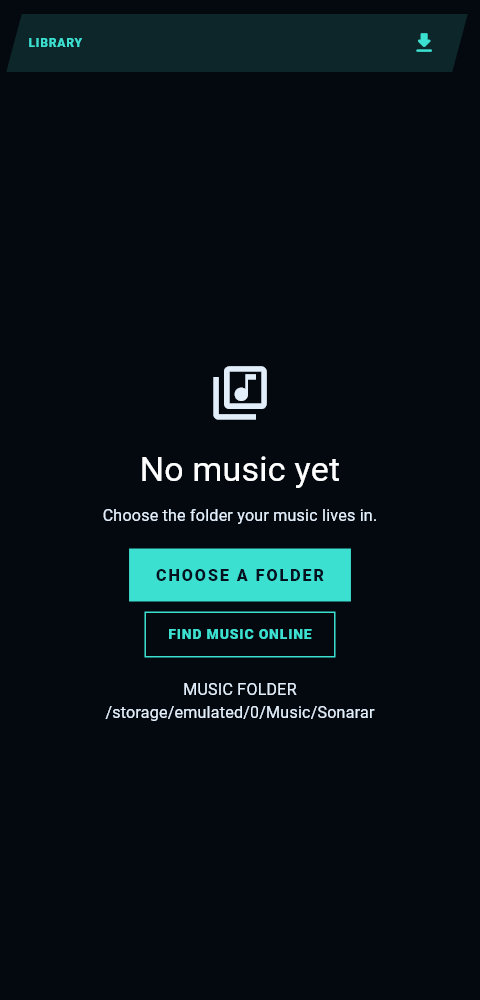 LIBRARY
No music yet
Choose the folder your music lives in.
CHOOSE A FOLDER
FIND MUSIC ONLINE
MUSIC FOLDER
/storage/emulated/0/Music/Sonarar